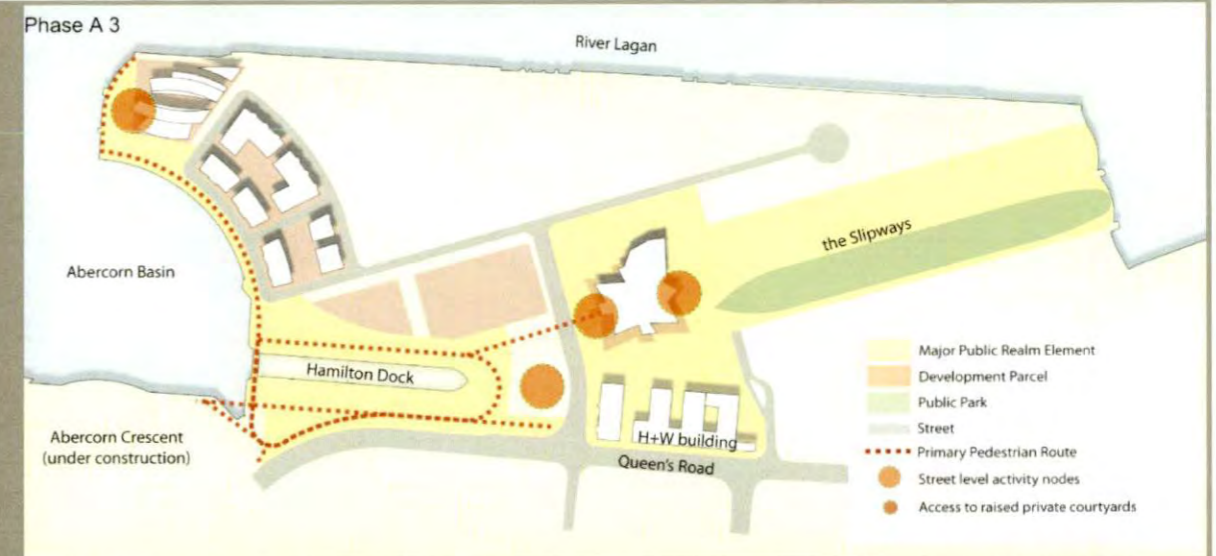 Phase A 3
River Lagan
the Slipways
Abercorn Basin
Hamilton Dock
Abercorn Crescent
(under construction)
H+W building
Queen's Road
Major Public Realm Element
Development Parcel
Public Park
Street
Primary Pedestrian Route
Street level activity nodes
Access to raised private courtyards